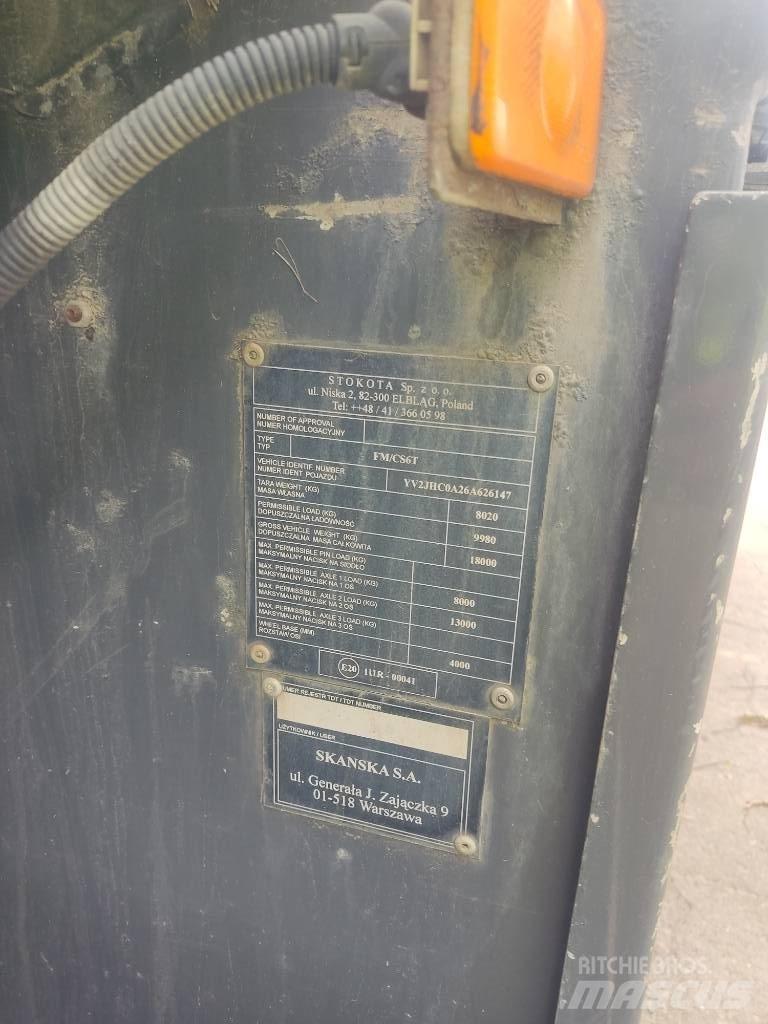 STOKOTA Sp. z o. o.
ul. Niska 2, 82-300 ELBLĄG, Poland
Tel: ++48 / 41 / 366 05 98
NUMBER OF APPROVAL
NUMER HOMOLOGACYJNY
TYPE
TYP
FM/CS6T
VEHICLE IDENTIF NUMBER
NUMER IDENT POJAZDU
YV2JHC0A26A626147
TARA WEIGHT (KG)
MASA WŁASNA
8020
PERMISSIBLE LOAD (KG)
DOPUSZCZALNA ŁADOWNOŚĆ
9980
GROSS VEHICLE WEIGHT (KG)
DOPUSZCZALNA MASA CAŁKOWITA
18000
MAX. PERMISSIBLE PIN LOAD (KG)
MAKSYMALNY NACISK NA SIODŁO
MAX. PERMISSIBLE AXLE 1 LOAD (KG)
MAKSYMALNY NACISK NA 1 OŚ
8000
MAX. PERMISSIBLE AXLE 2 LOAD (KG)
MAKSYMALNY NACISK NA 2 OŚ
13000
MAX. PERMISSIBLE AXLE 3 LOAD (KG)
MAKSYMALNY NACISK NA 3 OŚ
WHEEL BASE (MM)
ROZSTAW OSI
4000
E20 111R - 00041
NUMER REJESTR TDT / TDT NUMBER
UŻYTKOWNIK / USER
SKANSKA S.A.
ul. Generała J. Zajączka 9
01-518 Warszawa
RITCHIE BROS.
MASCUS